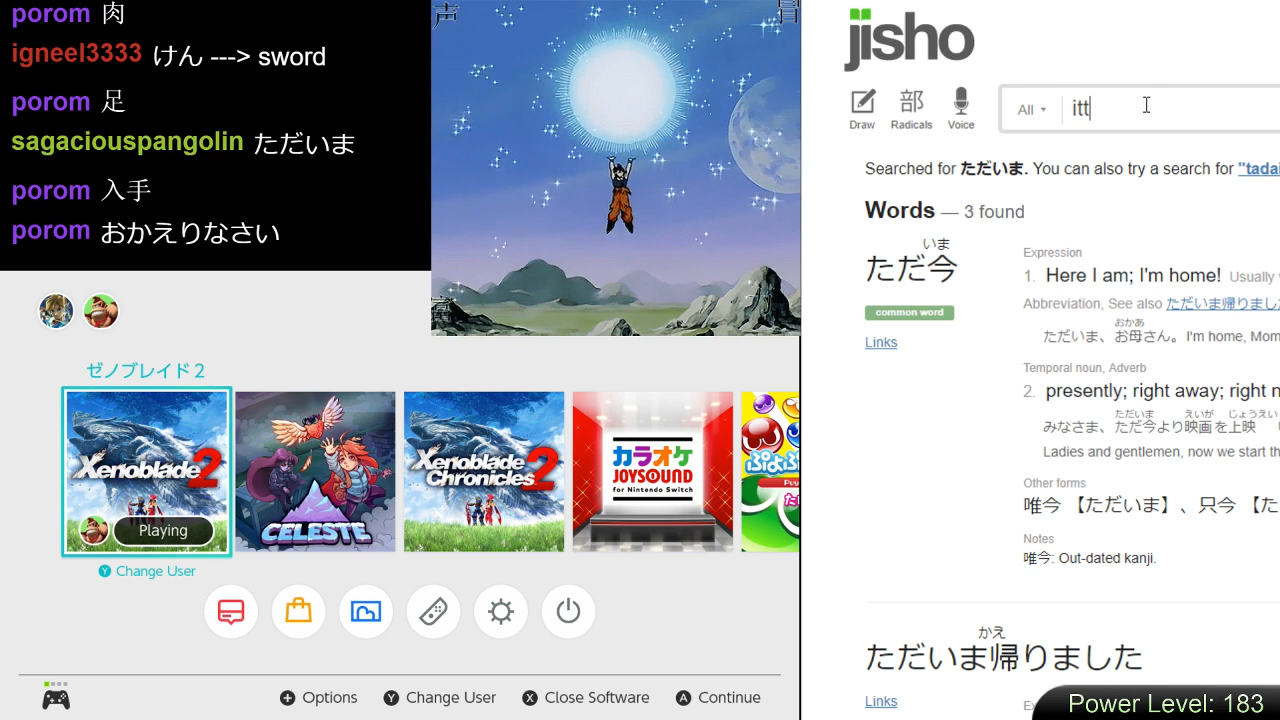 porom 肉
igneel3333 けん ---> sword
porom 足
sagaciouspangolin ただいま
porom 入手
porom おかえりなさい
声
ゼノブレイド2
Xenoblade 2
Playing
CELESTE
Xenoblade Chronicles 2
カラオケ
JOYSOUND
for Nintendo Switch
ぷよぷよ
Y Change User
+ Options
Y Change User
X Close Software
A Continue
jisho
Draw
部
Radicals
Voice
All
itt
Searched for ただいま. You can also try a search for "tadai
Words — 3 found
いま
ただ今
common word
Links
Expression
1. Here I am; I'm home! Usually
Abbreviation, See also ただいま帰りまし
おかあ
ただいま、お母さん。I'm home, Mom
Temporal noun, Adverb
2. presently; right away; right n
ただいま えいが じょうえい
みなさま、ただ今より映画を上映
Ladies and gentlemen, now we start th
Other forms
唯今 【ただいま】、只今 【た
Notes
唯今: Out-dated kanji.
かえ
ただいま帰りました
Links
Power Level: 183